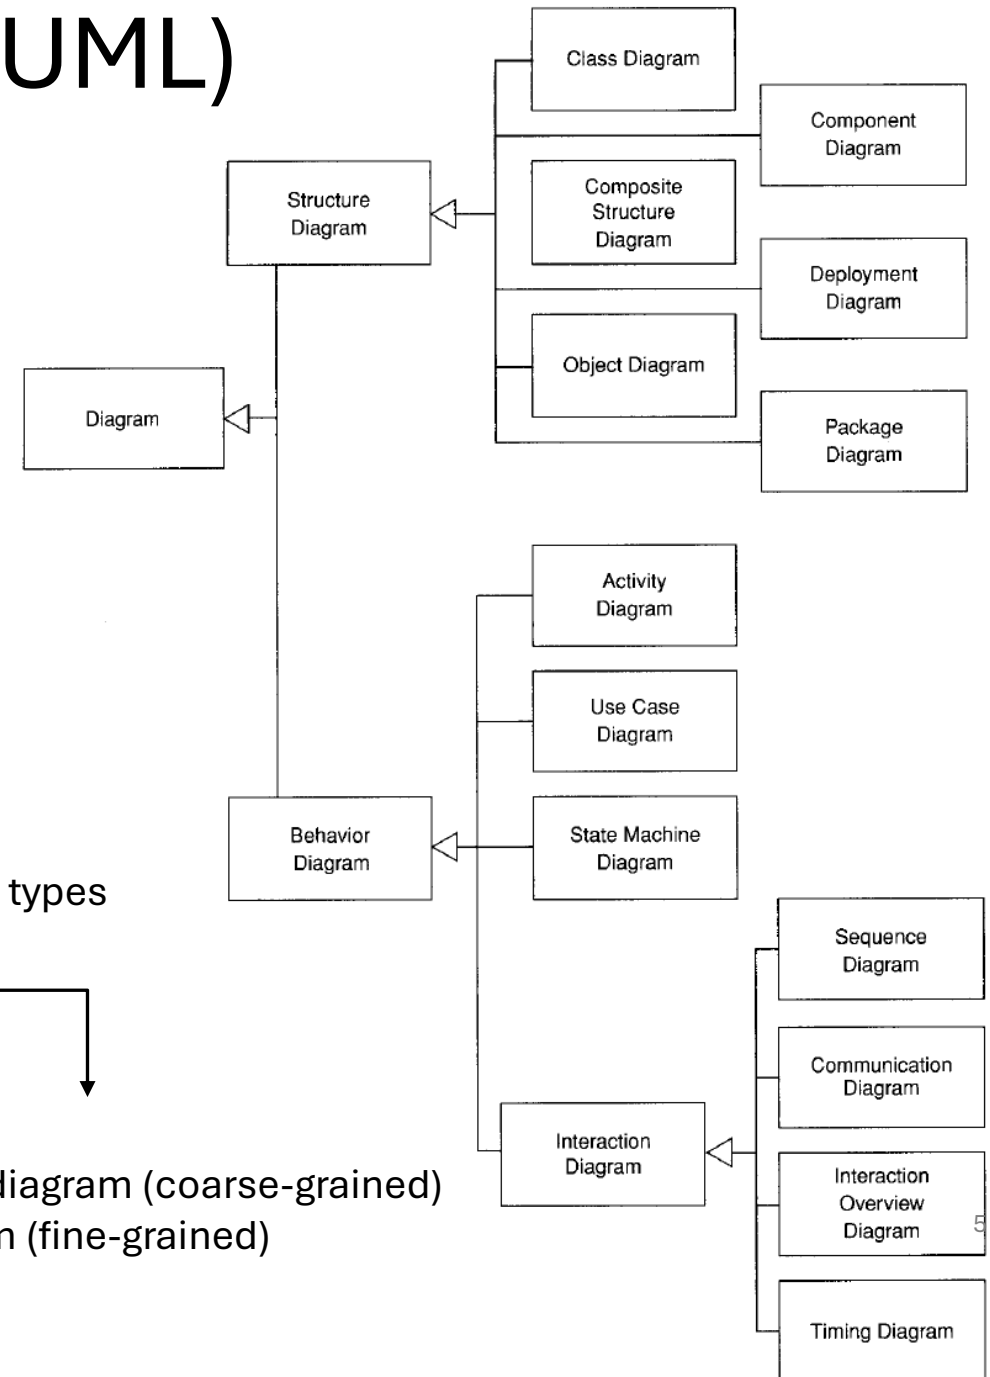 UML)
Class Diagram
Component
Diagram
Structure
Diagram
Composite
Structure
Diagram
Deployment
Diagram
Object Diagram
Diagram
Package
Diagram
Activity
Diagram
Use Case
Diagram
Behavior
Diagram
State Machine
Diagram
types
Sequence
Diagram
Communication
Diagram
Interaction
Diagram
diagram (coarse-grained)
(fine-grained)
Interaction
Overview
Diagram
5
Timing Diagram